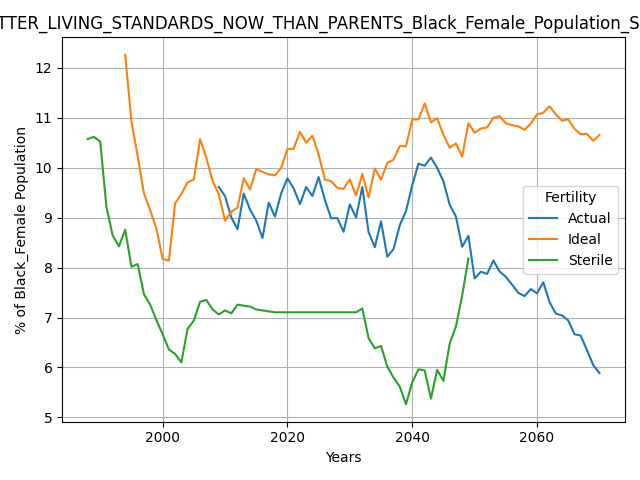 TTER_LIVING_STANDARDS_NOW_THAN_PARENTS_Black_Female_Population_S
% of Black_Female Population
12
11
10
9
8
7
6
5
Fertility
Actual
Ideal
Sterile
2000
2020
2040
2060
Years